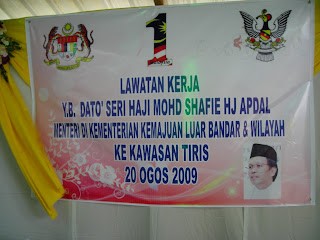 1
LAWATAN KERJA
Y.B. DATO' SERI HAJI MOHD SHAFIE HJ APDAL
MENTERI DI KEMENTERIAN KEMAJUAN LUAR BANDAR & WILAYAH
KE KAWASAN TIRIS
20 OGOS 2009